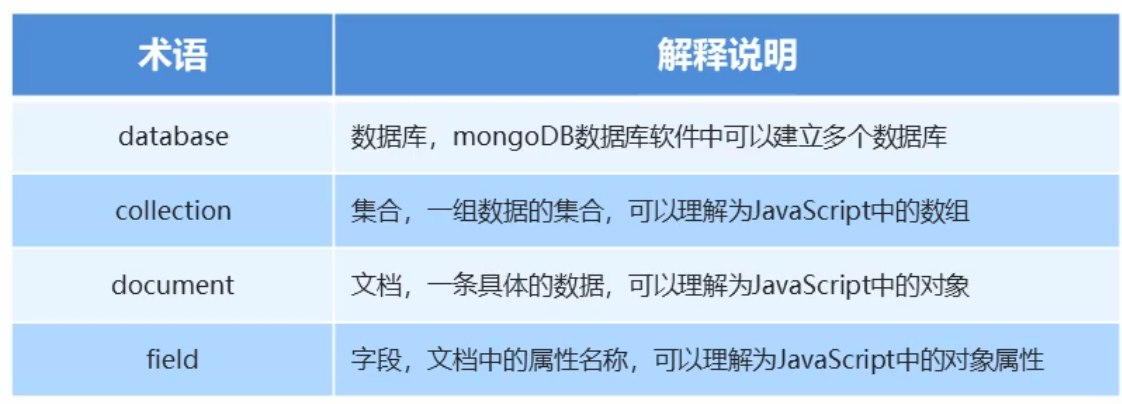 术语 解释说明
database 数据库，mongoDB数据库软件中可以建立多个数据库
collection 集合，一组数据的集合，可以理解为JavaScript中的数组
document 文档，一条具体的数据，可以理解为JavaScript中的对象
field 字段，文档中的属性名称，可以理解为JavaScript中的对象属性